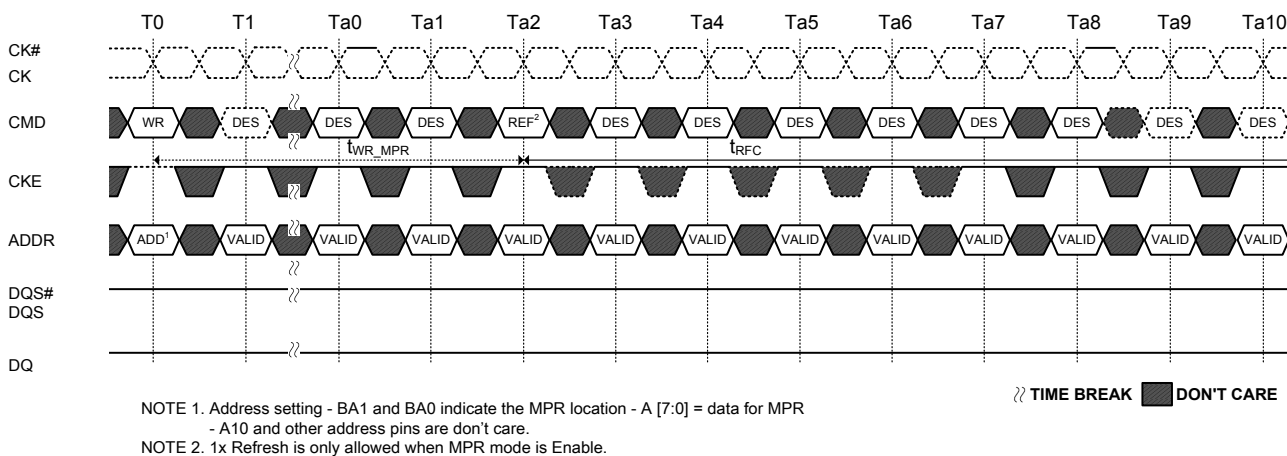 T0 T1 Ta0 Ta1 Ta2 Ta3 Ta4 Ta5 Ta6 Ta7 Ta8 Ta9 Ta10
CK#
CK
CMD WR DES DES DES REF² DES DES DES DES DES DES DES DES
tWR_MPR tRFC
CKE
ADDR ADD¹ VALID VALID VALID VALID VALID VALID VALID VALID VALID VALID VALID VALID
DQS#
DQS
DQ
TIME BREAK DON'T CARE
NOTE 1. Address setting - BA1 and BA0 indicate the MPR location - A [7:0] = data for MPR
- A10 and other address pins are don't care.
NOTE 2. 1x Refresh is only allowed when MPR mode is Enable.